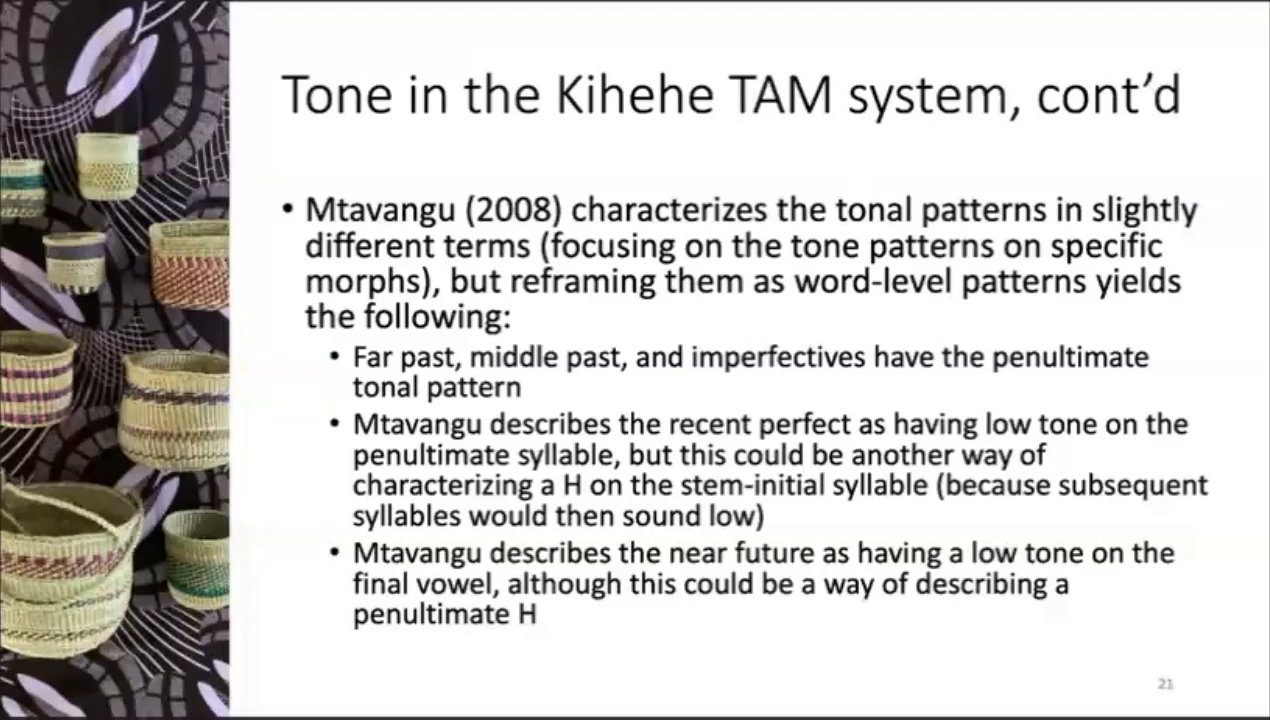 Tone in the Kihehe TAM system, cont'd
• Mtavangu (2008) characterizes the tonal patterns in slightly
different terms (focusing on the tone patterns on specific
morphs), but reframing them as word-level patterns yields
the following:
• Far past, middle past, and imperfectives have the penultimate
tonal pattern
• Mtavangu describes the recent perfect as having low tone on the
penultimate syllable, but this could be another way of
characterizing a H on the stem-initial syllable (because subsequent
syllables would then sound low)
• Mtavangu describes the near future as having a low tone on the
final vowel, although this could be a way of describing a
penultimate H
21